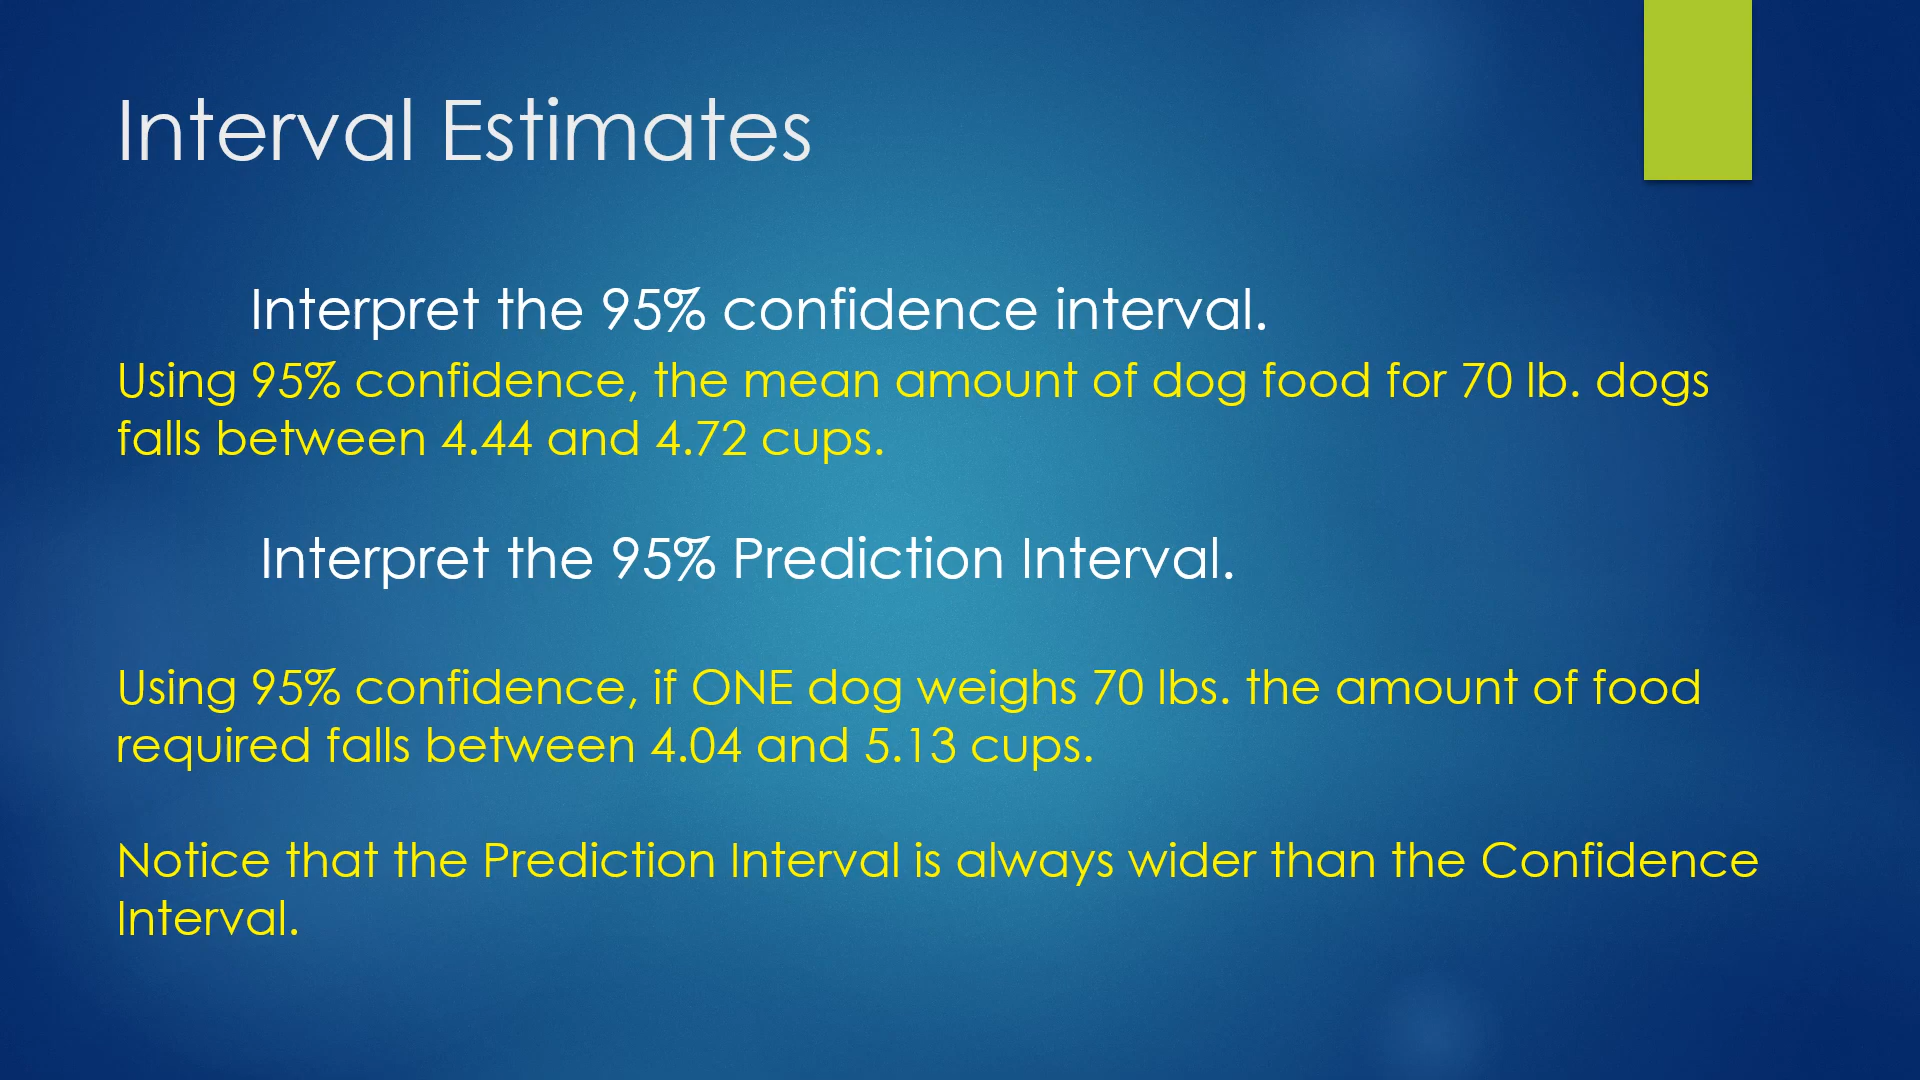 Interval Estimates
Interpret the 95% confidence interval.
Using 95% confidence, the mean amount of dog food for 70 lb. dogs
falls between 4.44 and 4.72 cups.
Interpret the 95% Prediction Interval.
Using 95% confidence, if ONE dog weighs 70 lbs. the amount of food
required falls between 4.04 and 5.13 cups.
Notice that the Prediction Interval is always wider than the Confidence
Interval.